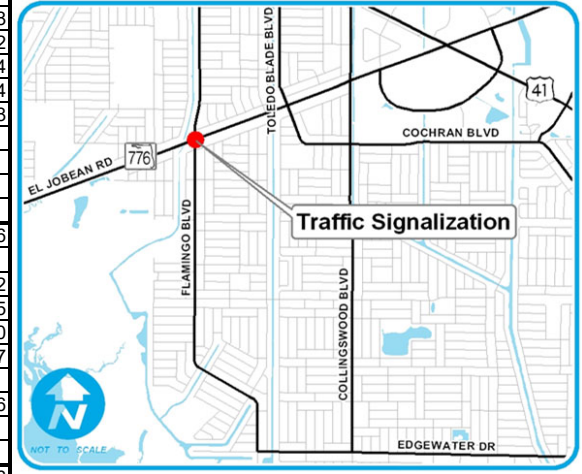 TOLEDO BLADE BLVD
41
COCHRAN BLVD
776
EL JOBEAN RD
Traffic Signalization
FLAMINGO BLVD
COLLINGSWOOD BLVD
N
NOT TO SCALE
EDGEWATER DR